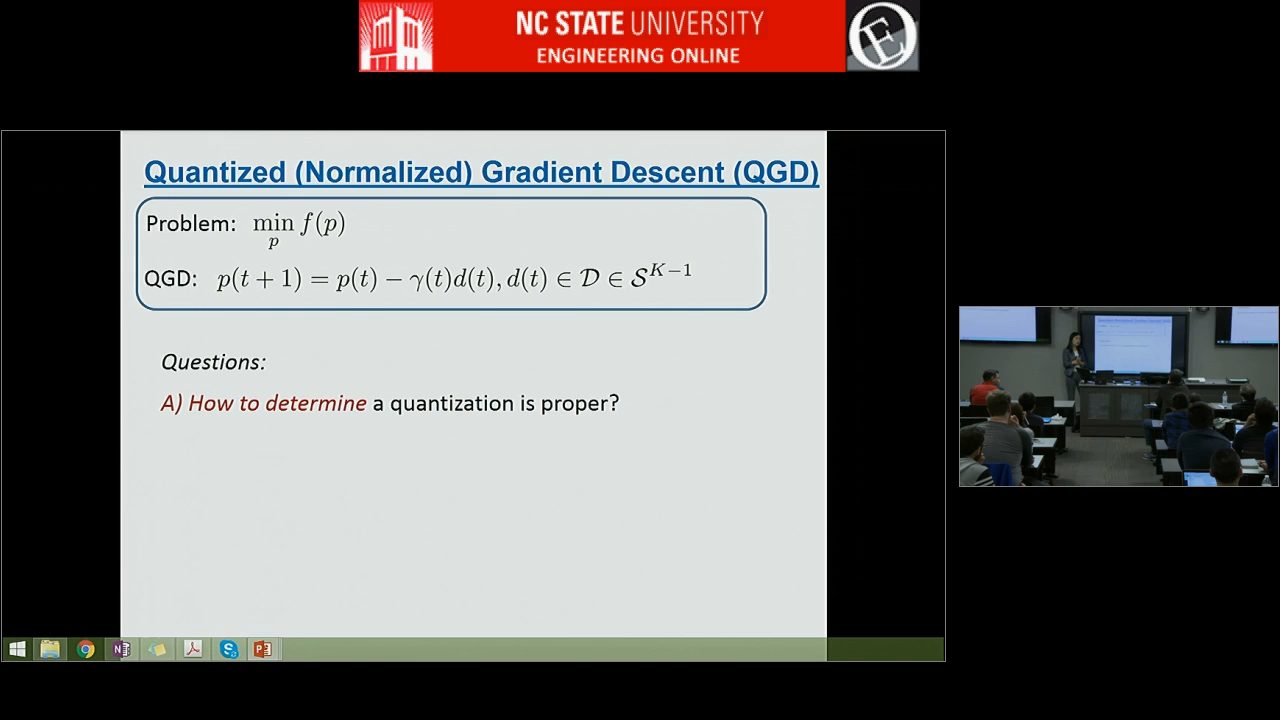 NC STATE UNIVERSITY
ENGINEERING ONLINE
Quantized (Normalized) Gradient Descent (QGD)
Problem: min_p f(p)
QGD: p(t + 1) = p(t) − γ(t)d(t), d(t) ∈ 𝒟 ∈ 𝒮^{K−1}
Questions:
A) How to determine a quantization is proper?